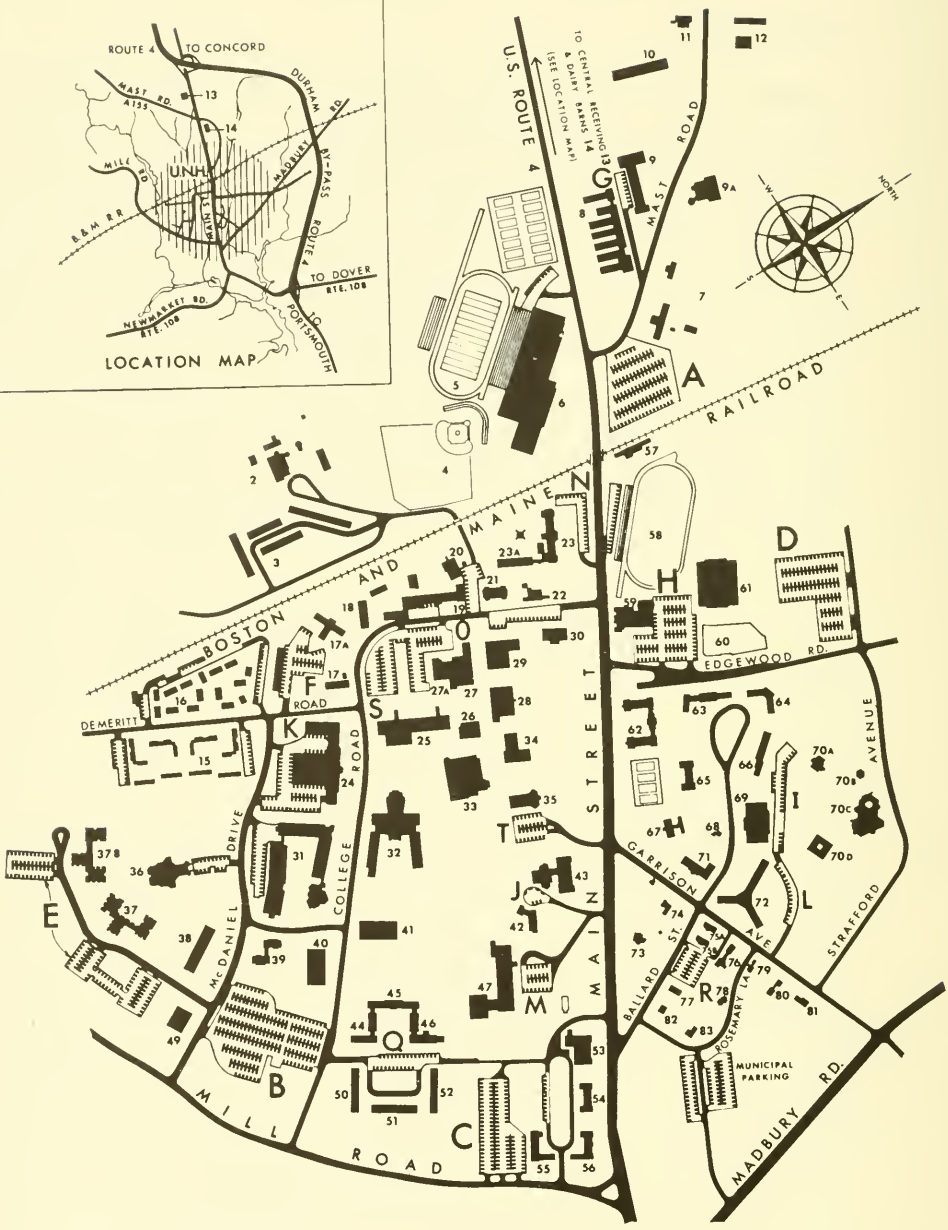 ROUTE 4
TO CONCORD
MAST RD.
A155
13
14
DURHAM BY-PASS ROUTE 4
MADBURY RD.
MILL RD
U.N.H.
MAIN ST.
B.&M RR
TO DOVER
RTE. 108
NEWMARKET RD.
RTE. 108
TO PORTSMOUTH
LOCATION MAP
U.S. ROUTE 4
TO CENTRAL RECEIVING 13
& DAIRY BARNS 14
(SEE LOCATION MAP)
11
12
10
MAST ROAD
9
G
8
9A
7
W
NORTH
S
E
5
6
A
RAILROAD
4
2
3
57
N
58
BOSTON AND MAINE
23
23A
20
21
22
19
18
O
D
H
61
59
60
EDGEWOOD RD.
30
29
17A
17B
F
27A
27
S
28
26
25
34
16
15
DEMERITT ROAD
K
24
33
35
T
62
63
64
65
66
67
68
69
I
70A
70B
70C
70D
STRAFFORD AVENUE
37B
36
McDANIEL DRIVE
31
32
COLLEGE ROAD
E
37
38
39
40
41
43
J
42
M
47
MAIN STREET
GARRISON AVE
71
72
L
74
73
BALLARD ST.
75A
76
79
R
77
78
80
81
82
83
ROSEMARY LA
49
B
44
45
46
Q
50
51
52
53
54
C
55
56
MILL ROAD
MUNICIPAL
PARKING
MADBURY RD.